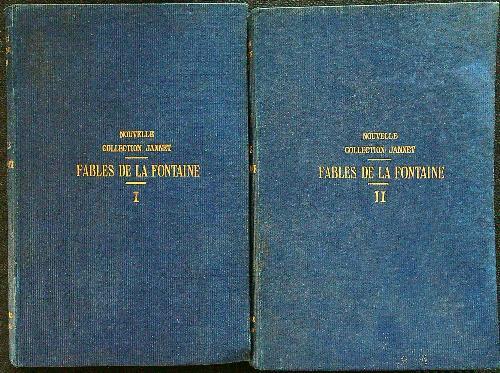 NOUVELLE
COLLECTION JANNET
FABLES DE LA FONTAINE
I
NOUVELLE
COLLECTION JANNET
FABLES DE LA FONTAINE
II